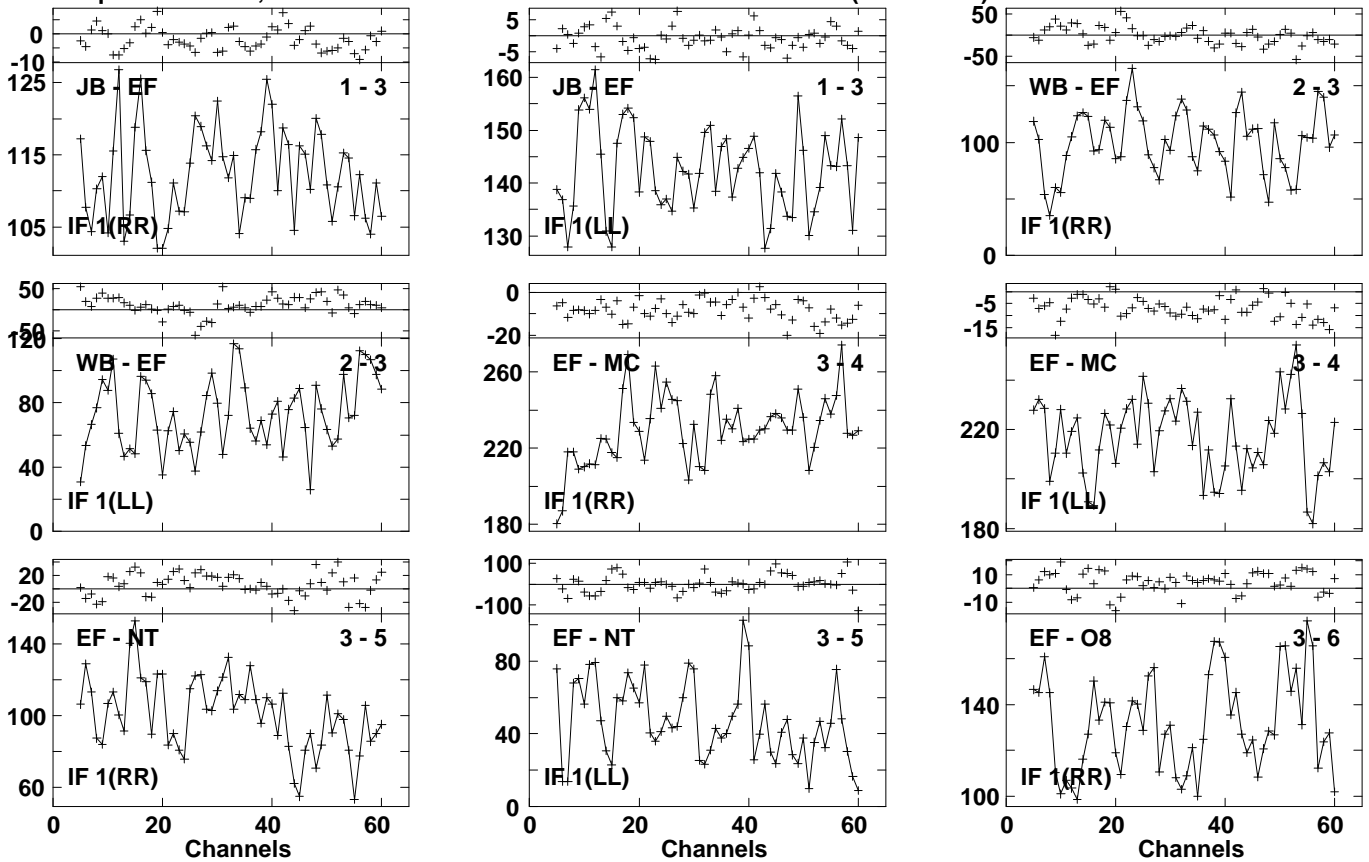 0
-10
125
115
105
JB - EF 1 - 3
IF 1(RR)
5
-5
160
150
140
130
JB - EF 1 - 3
IF 1(LL)
50
-50
100
0
WB - EF 2 - 3
IF 1(RR)
50
-50
120
80
40
0
WB - EF 2 - 3
IF 1(LL)
0
-20
260
220
180
EF - MC 3 - 4
IF 1(RR)
-5
-15
220
180
EF - MC 3 - 4
IF 1(LL)
20
-20
140
100
60
EF - NT 3 - 5
IF 1(RR)
0 20 40 60
Channels
100
-100
80
40
0
EF - NT 3 - 5
IF 1(LL)
0 20 40 60
Channels
10
-10
140
100
EF - O8 3 - 6
IF 1(RR)
0 20 40 60
Channels